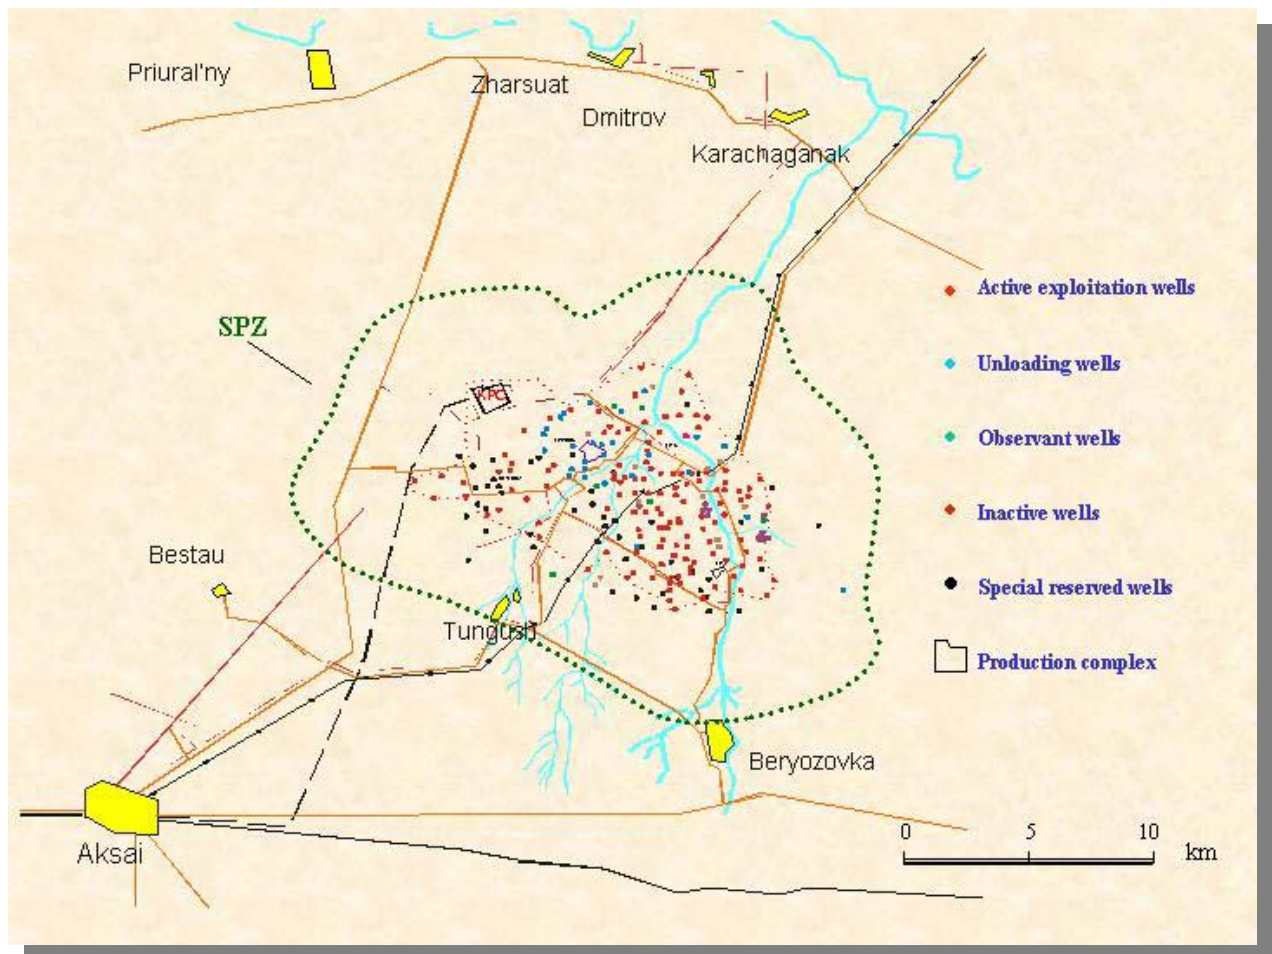 Priural'ny
Zharsuat
Dmitrov
Karachaganak
SPZ
Active exploitation wells
Unloading wells
KPC
Observant wells
Inactive wells
Bestau
Special reserved wells
Tungush
Production complex
Beryozovka
Aksai
0 5 10
km